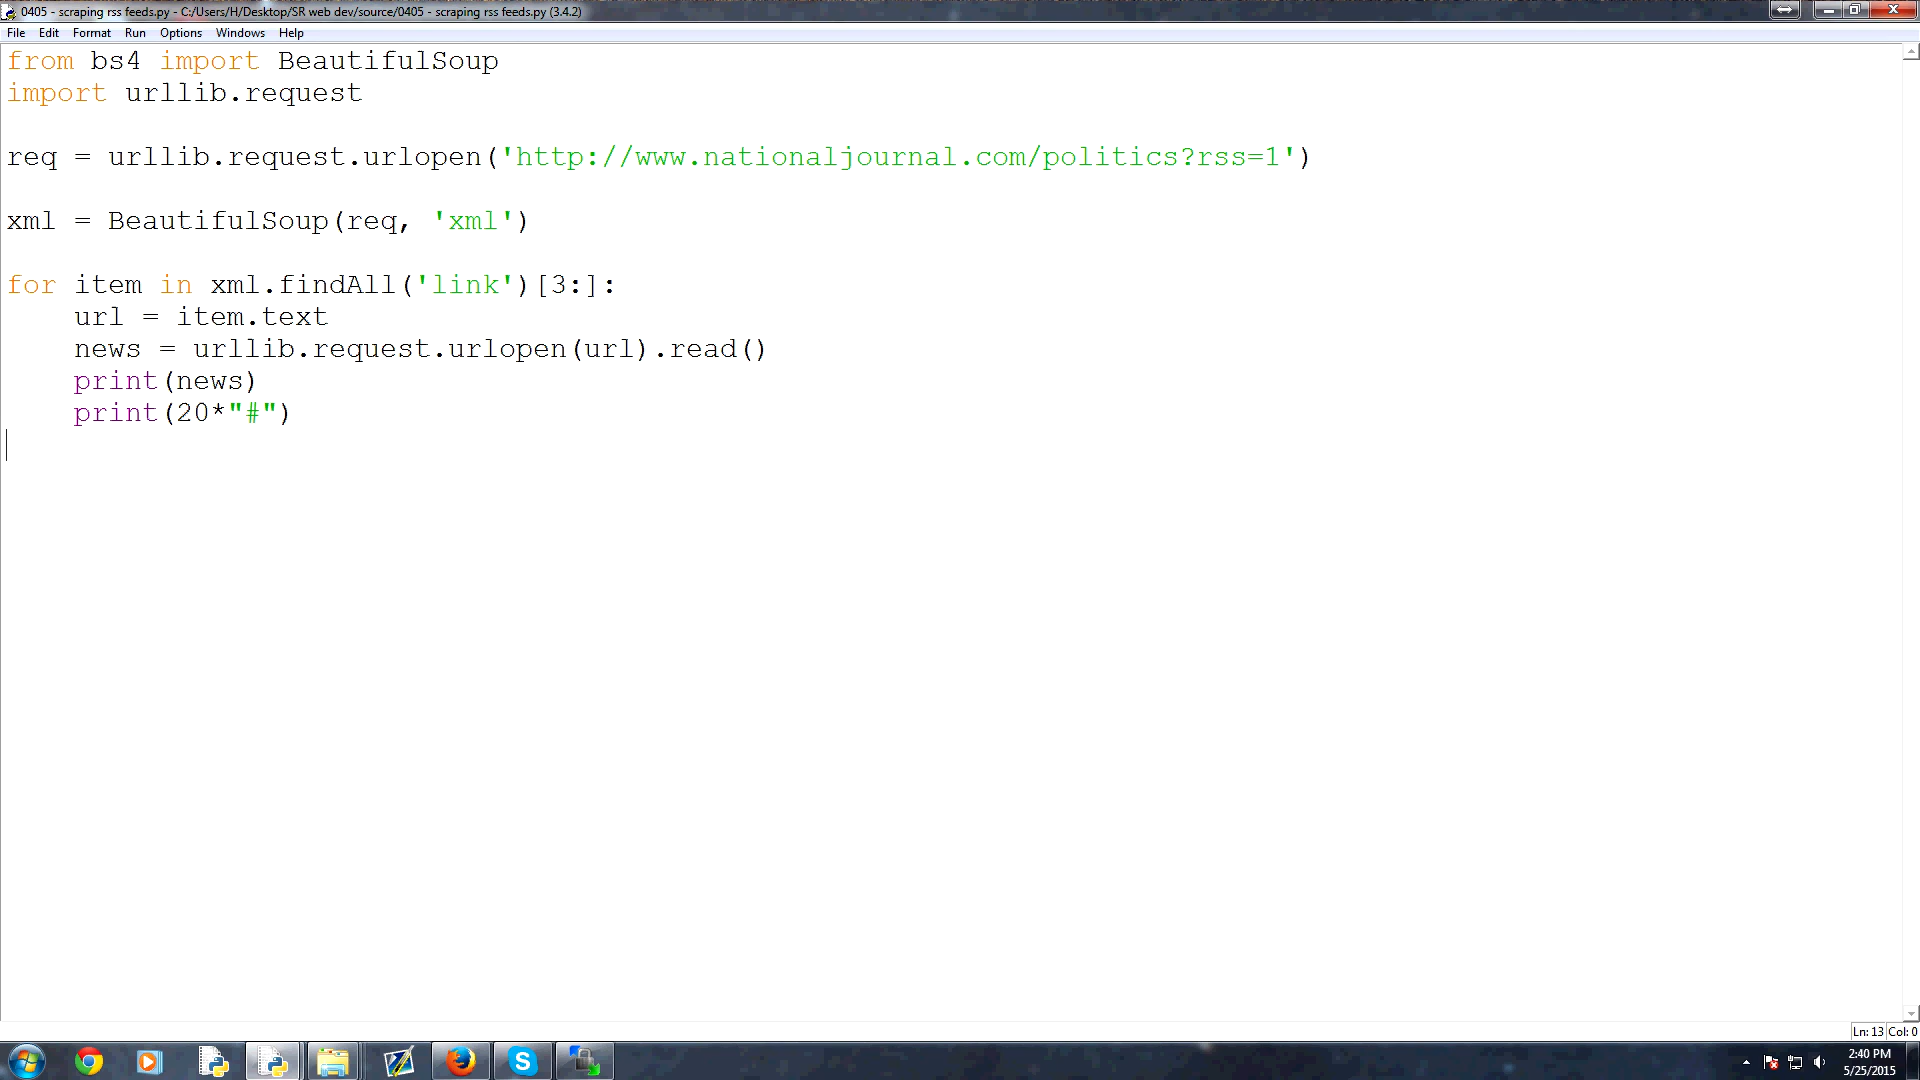 0405 - scraping rss feeds.py - C:/Users/H/Desktop/SR web dev/source/0405 - scraping rss feeds.py (3.4.2)
File Edit Format Run Options Windows Help
from bs4 import BeautifulSoup
import urllib.request
req = urllib.request.urlopen('http://www.nationaljournal.com/politics?rss=1')
xml = BeautifulSoup(req, 'xml')
for item in xml.findAll('link')[3:]:
    url = item.text
    news = urllib.request.urlopen(url).read()
    print(news)
    print(20*"#")
Ln: 13 Col: 0
2:40 PM
5/25/2015